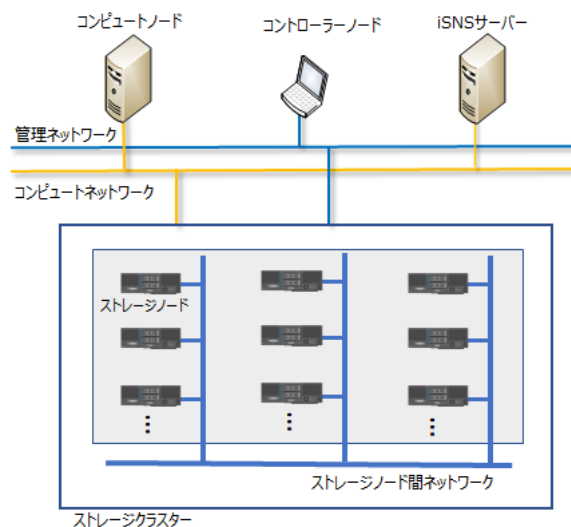 コンピュートノード
コントローラーノード
iSNSサーバー
管理ネットワーク
コンピュートネットワーク
ストレージノード
ストレージノード間ネットワーク
ストレージクラスター